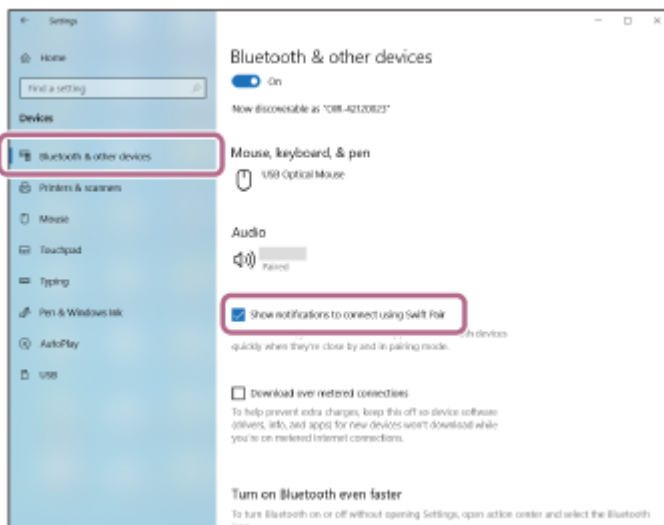 Settings
Home
Find a setting
Devices
Bluetooth & other devices
Printers & scanners
Mouse
Touchpad
Typing
Pen & Windows Ink
AutoPlay
USB
Bluetooth & other devices
On
Now discoverable as
Mouse, keyboard, & pen
USB Optical Mouse
Audio
Paired
Show notifications to connect using Swift Pair
devices
quickly when they're close by and in pairing mode.
Download over metered connections
To help prevent extra charges, keep this off so device software
(drivers, info, and apps) for new devices won't download while
you're on metered Internet connections.
Turn on Bluetooth even faster
To turn Bluetooth on or off without opening Settings, open action center and select the Bluetooth